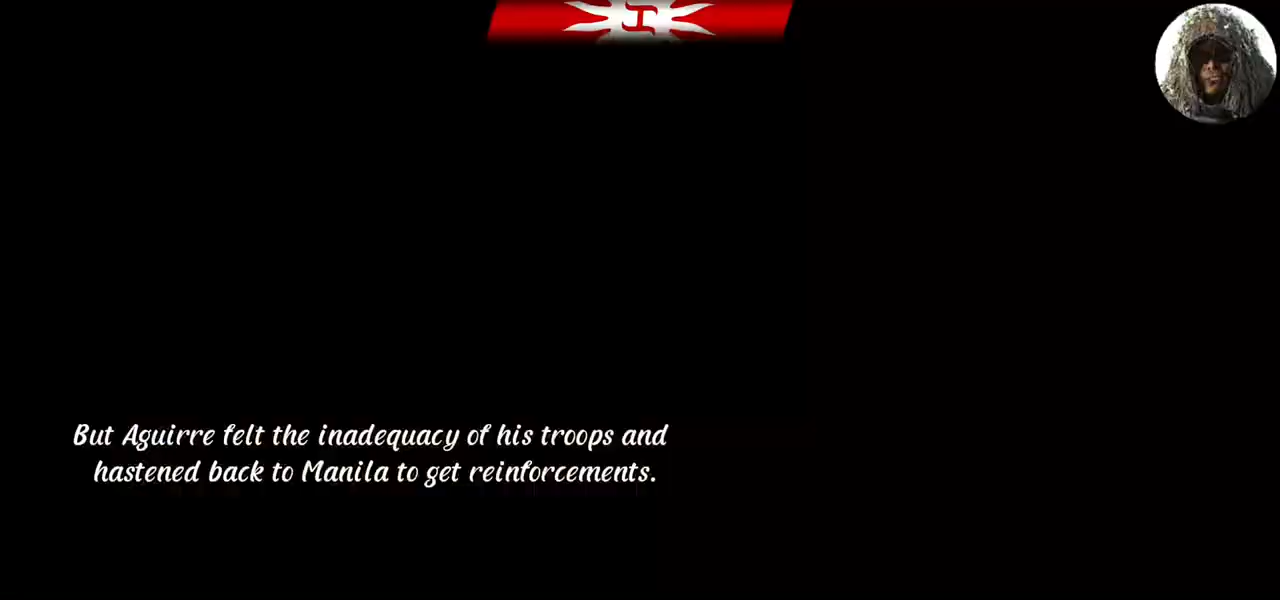 But Aguirre felt the inadequacy of his troops and
hastened back to Manila to get reinforcements.